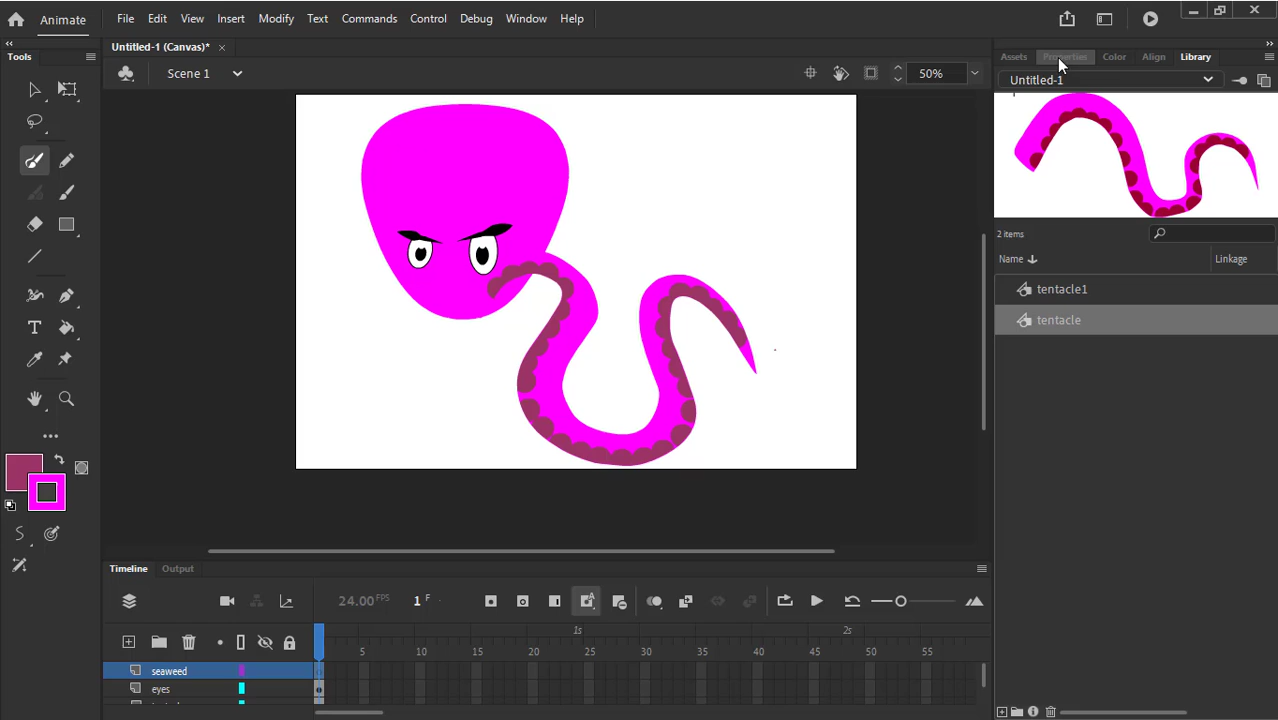 Animate
File Edit View Insert Modify Text Commands Control Debug Window Help
Untitled-1 (Canvas)*
Scene 1
50%
Tools
Assets Properties Color Align Library
Untitled-1
2 items
Name Linkage
tentacle1
tentacle
Timeline Output
24.00 FPS 1 F
1s 2s
5 10 15 20 25 30 35 40 45 50 55
seaweed
eyes